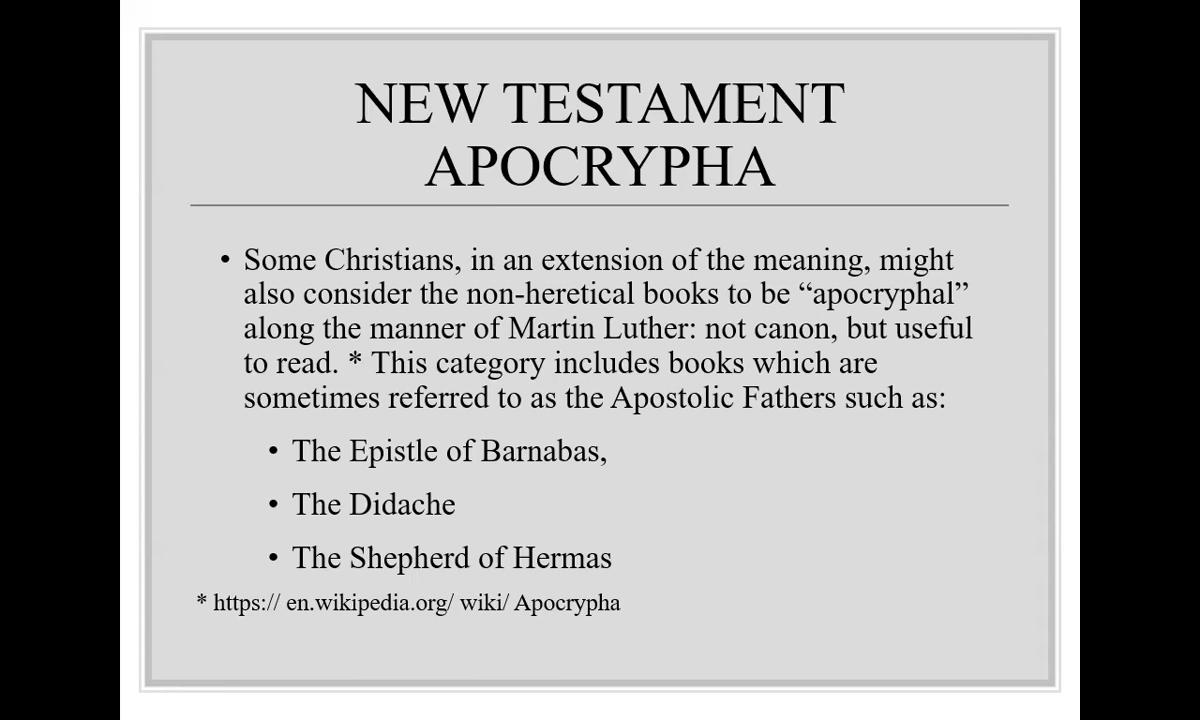 NEW TESTAMENT
APOCRYPHA
• Some Christians, in an extension of the meaning, might
also consider the non-heretical books to be “apocryphal”
along the manner of Martin Luther: not canon, but useful
to read. * This category includes books which are
sometimes referred to as the Apostolic Fathers such as:
• The Epistle of Barnabas,
• The Didache
• The Shepherd of Hermas
* https:// en.wikipedia.org/ wiki/ Apocrypha